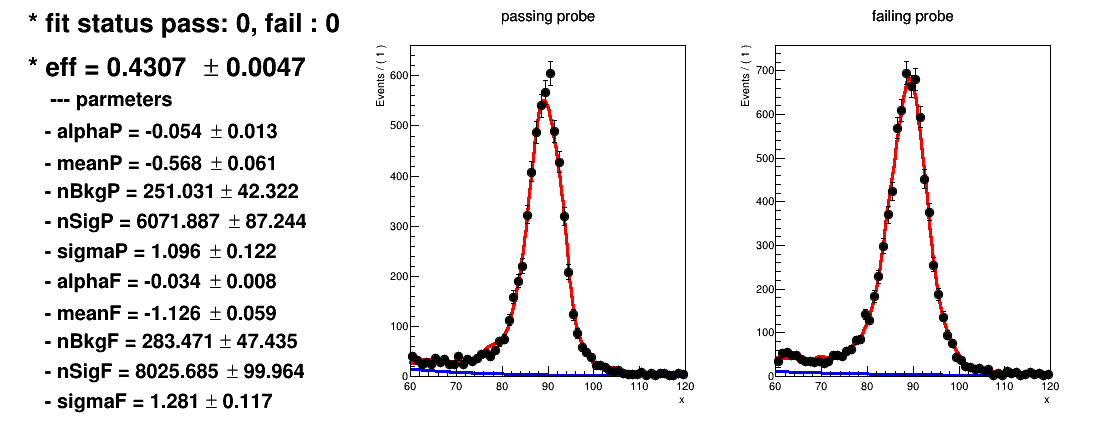 * fit status pass: 0, fail : 0
* eff = 0.4307 ± 0.0047
--- parmeters
- alphaP = -0.054 ± 0.013
- meanP = -0.568 ± 0.061
- nBkgP = 251.031 ± 42.322
- nSigP = 6071.887 ± 87.244
- sigmaP = 1.096 ± 0.122
- alphaF = -0.034 ± 0.008
- meanF = -1.126 ± 0.059
- nBkgF = 283.471 ± 47.435
- nSigF = 8025.685 ± 99.964
- sigmaF = 1.281 ± 0.117
passing probe
Events / ( 1 )
600
500
400
300
200
100
0
60 70 80 90 100 110 120
x
failing probe
Events / ( 1 )
700
600
500
400
300
200
100
0
60 70 80 90 100 110 120
x